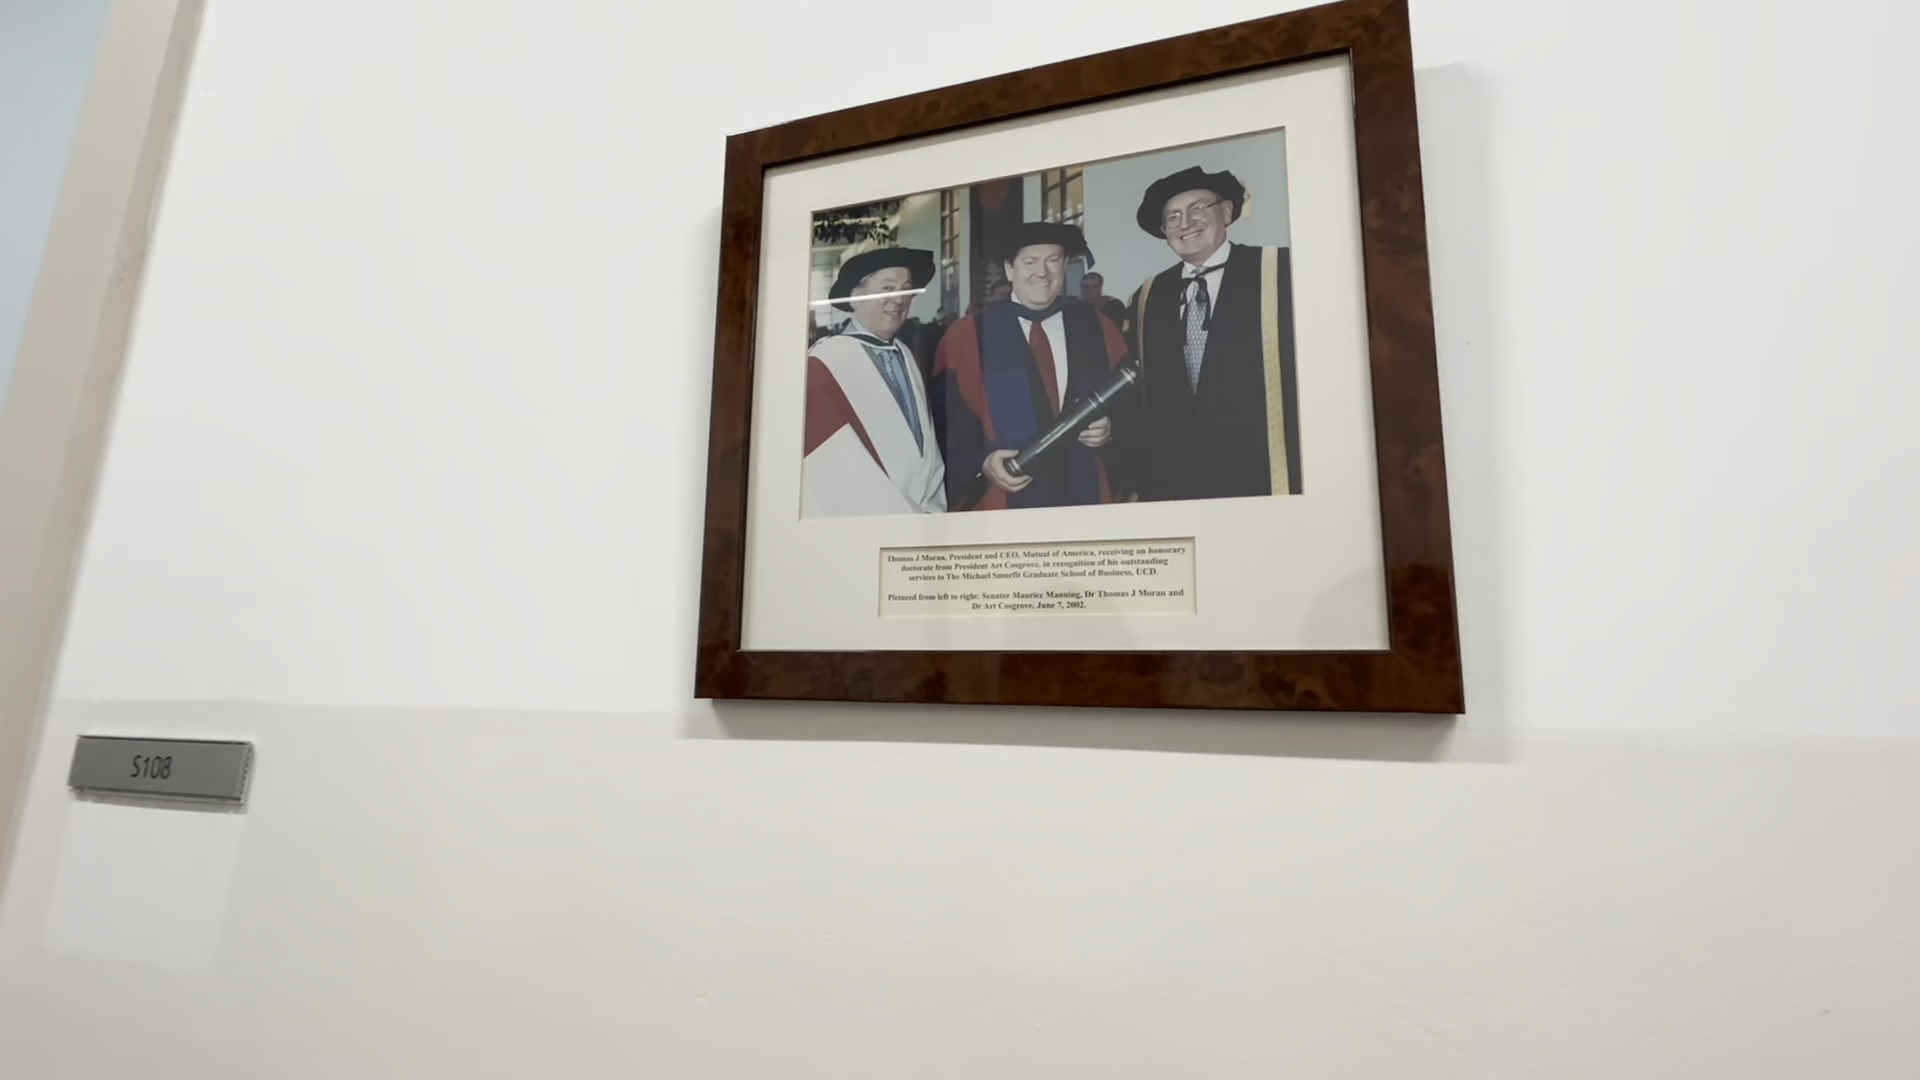 Thomas J Moran, President and CEO, Mutual of America, receiving an honorary
doctorate from President Art Cosgrove, in recognition of his outstanding
services to The Michael Smurfit Graduate School of Business, UCD.
Pictured from left to right: Senator Maurice Manning, Dr Thomas J Moran and
Dr Art Cosgrove, June 7, 2002.
S108